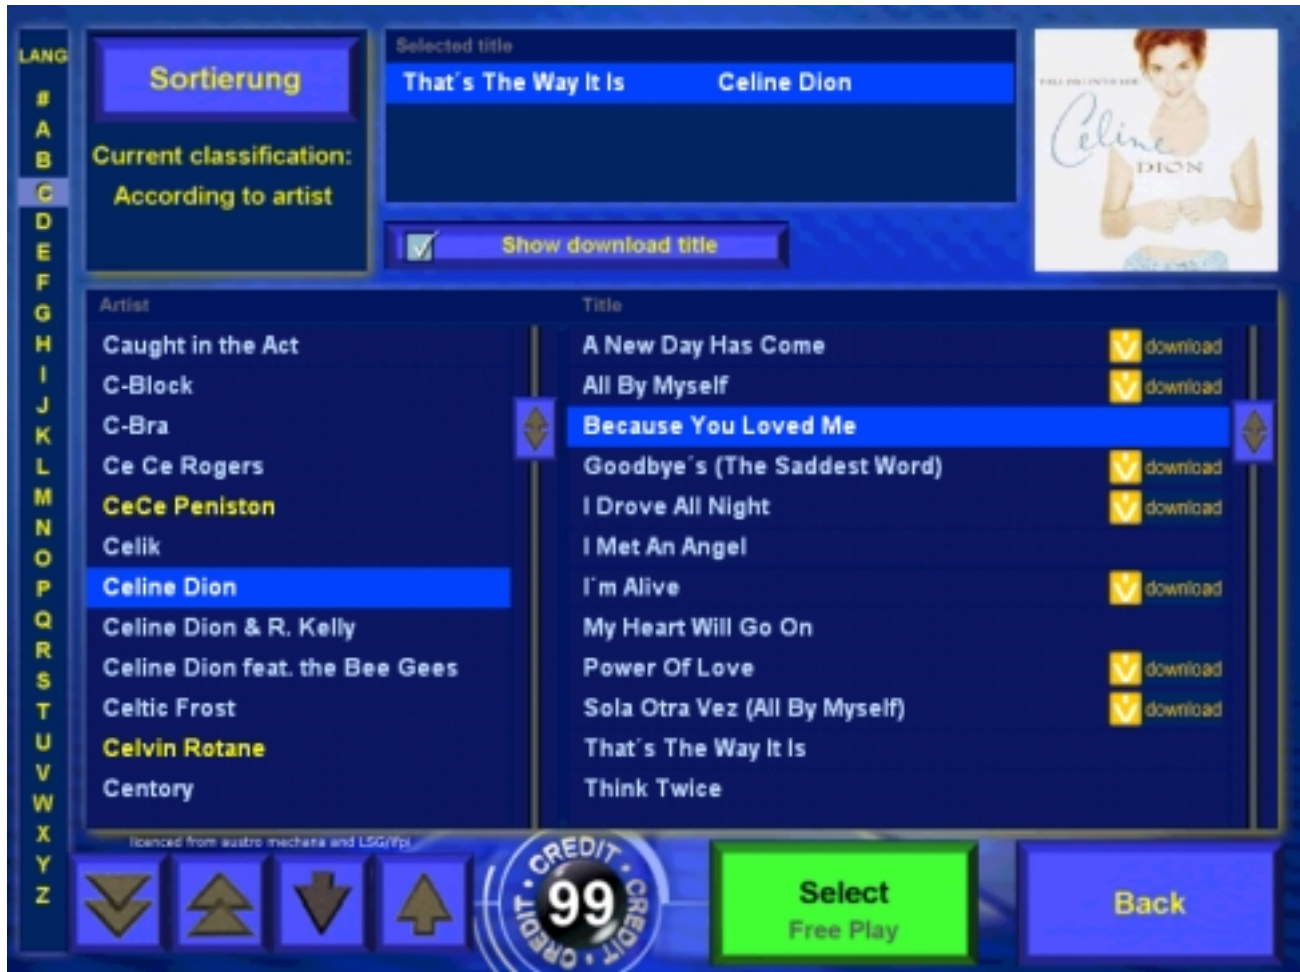 LANG
#
A
B
C
D
E
F
G
H
I
J
K
L
M
N
O
P
Q
R
S
T
U
V
W
X
Y
Z
Sortierung
Current classification:
According to artist
Selected title
That´s The Way It Is Celine Dion
Show download title
Celine
DION
Artist
Caught in the Act
C-Block
C-Bra
Ce Ce Rogers
CeCe Peniston
Celik
Celine Dion
Celine Dion & R. Kelly
Celine Dion feat. the Bee Gees
Celtic Frost
Celvin Rotane
Centory
Title
A New Day Has Come download
All By Myself download
Because You Loved Me
Goodbye´s (The Saddest Word) download
I Drove All Night download
I Met An Angel
I´m Alive download
My Heart Will Go On
Power Of Love download
Sola Otra Vez (All By Myself) download
That´s The Way It Is
Think Twice
licenced from austro mechana and LSG/ifpi
CREDIT · CREDIT · CREDIT ·
99
Select
Free Play
Back